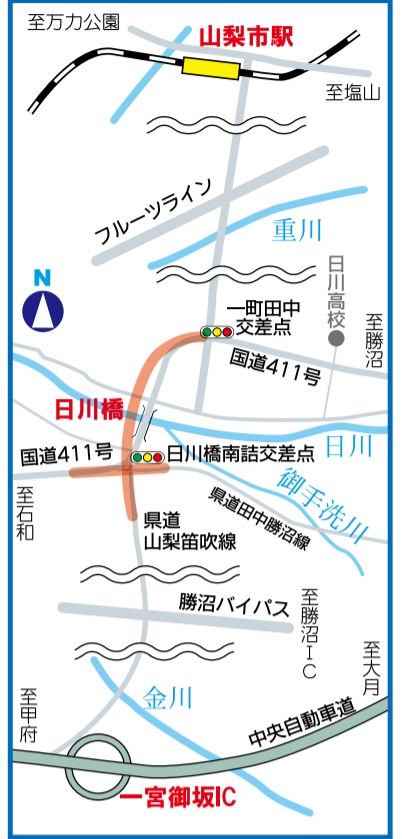 至万力公園
山梨市駅
至塩山
フルーツライン
重川
N
日川高校
一町田中
交差点
至勝沼
国道411号
日川橋
日川
国道411号
日川橋南詰交差点
御手洗川
至石和
県道田中勝沼線
県道
山梨笛吹線
勝沼バイパス
至勝沼IC
至大月
金川
至甲府
中央自動車道
一宮御坂IC